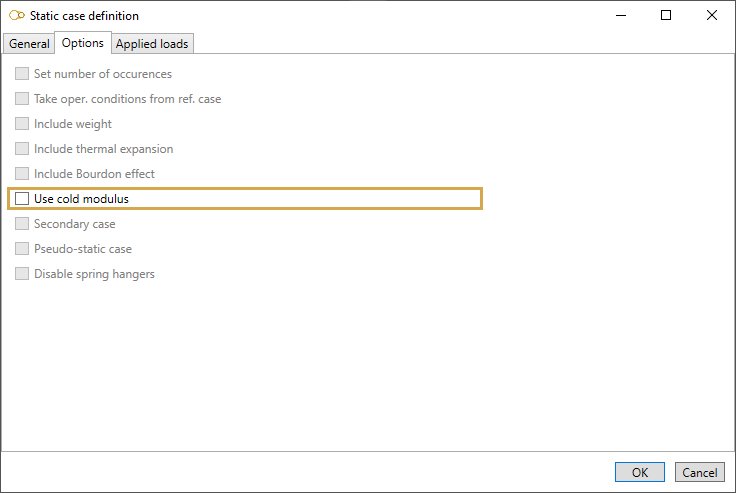 Static case definition
General Options Applied loads
Set number of occurences
Take oper. conditions from ref. case
Include weight
Include thermal expansion
Include Bourdon effect
Use cold modulus
Secondary case
Pseudo-static case
Disable spring hangers
OK Cancel